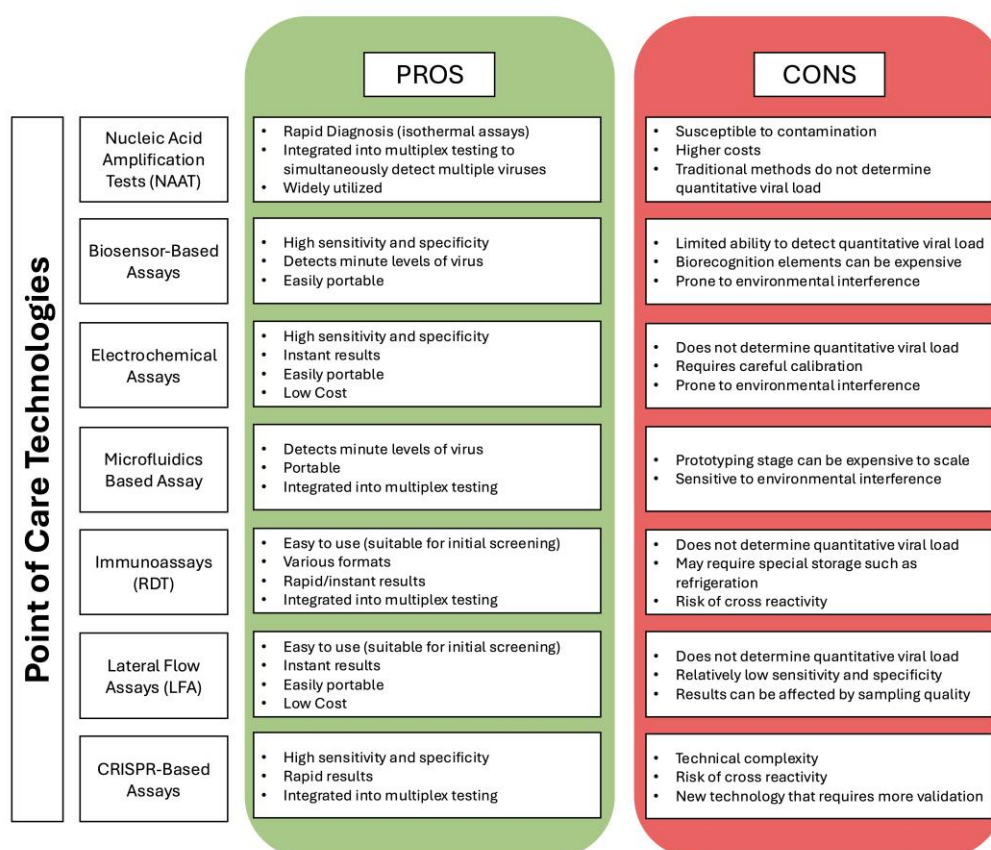 PROS
CONS
Point of Care Technologies
Nucleic Acid
Amplification
Tests (NAAT)
• Rapid Diagnosis (isothermal assays)
• Integrated into multiplex testing to
simultaneously detect multiple viruses
• Widely utilized
• Susceptible to contamination
• Higher costs
• Traditional methods do not determine
quantitative viral load
Biosensor-Based
Assays
• High sensitivity and specificity
• Detects minute levels of virus
• Easily portable
• Limited ability to detect quantitative viral load
• Biorecognition elements can be expensive
• Prone to environmental interference
Electrochemical
Assays
• High sensitivity and specificity
• Instant results
• Easily portable
• Low Cost
• Does not determine quantitative viral load
• Requires careful calibration
• Prone to environmental interference
Microfluidics
Based Assay
• Detects minute levels of virus
• Portable
• Integrated into multiplex testing
• Prototyping stage can be expensive to scale
• Sensitive to environmental interference
Immunoassays
(RDT)
• Easy to use (suitable for initial screening)
• Various formats
• Rapid/instant results
• Integrated into multiplex testing
• Does not determine quantitative viral load
• May require special storage such as
refrigeration
• Risk of cross reactivity
Lateral Flow
Assays (LFA)
• Easy to use (suitable for initial screening)
• Instant results
• Easily portable
• Low Cost
• Does not determine quantitative viral load
• Relatively low sensitivity and specificity
• Results can be affected by sampling quality
CRISPR-Based
Assays
• High sensitivity and specificity
• Rapid results
• Integrated into multiplex testing
• Technical complexity
• Risk of cross reactivity
• New technology that requires more validation